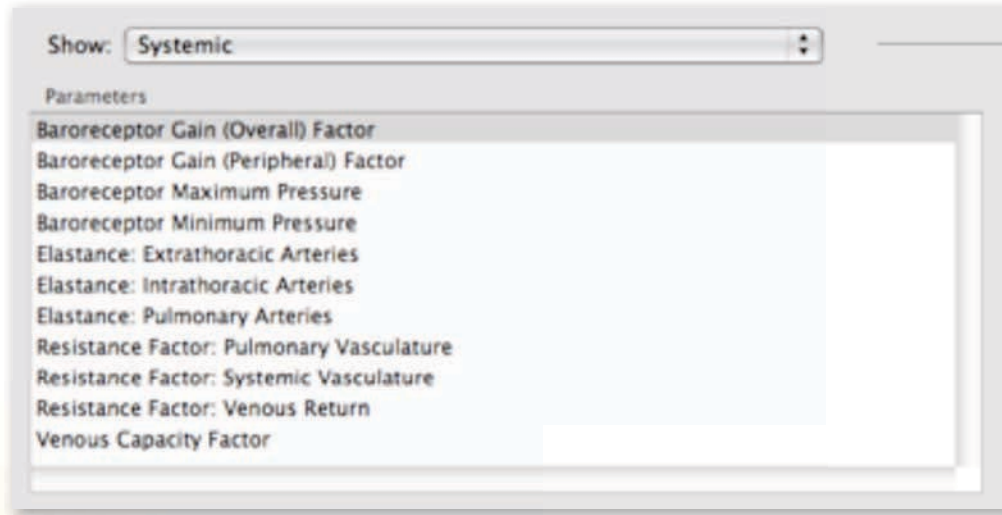 Show: Systemic
Parameters
Baroreceptor Gain (Overall) Factor
Baroreceptor Gain (Peripheral) Factor
Baroreceptor Maximum Pressure
Baroreceptor Minimum Pressure
Elastance: Extrathoracic Arteries
Elastance: Intrathoracic Arteries
Elastance: Pulmonary Arteries
Resistance Factor: Pulmonary Vasculature
Resistance Factor: Systemic Vasculature
Resistance Factor: Venous Return
Venous Capacity Factor